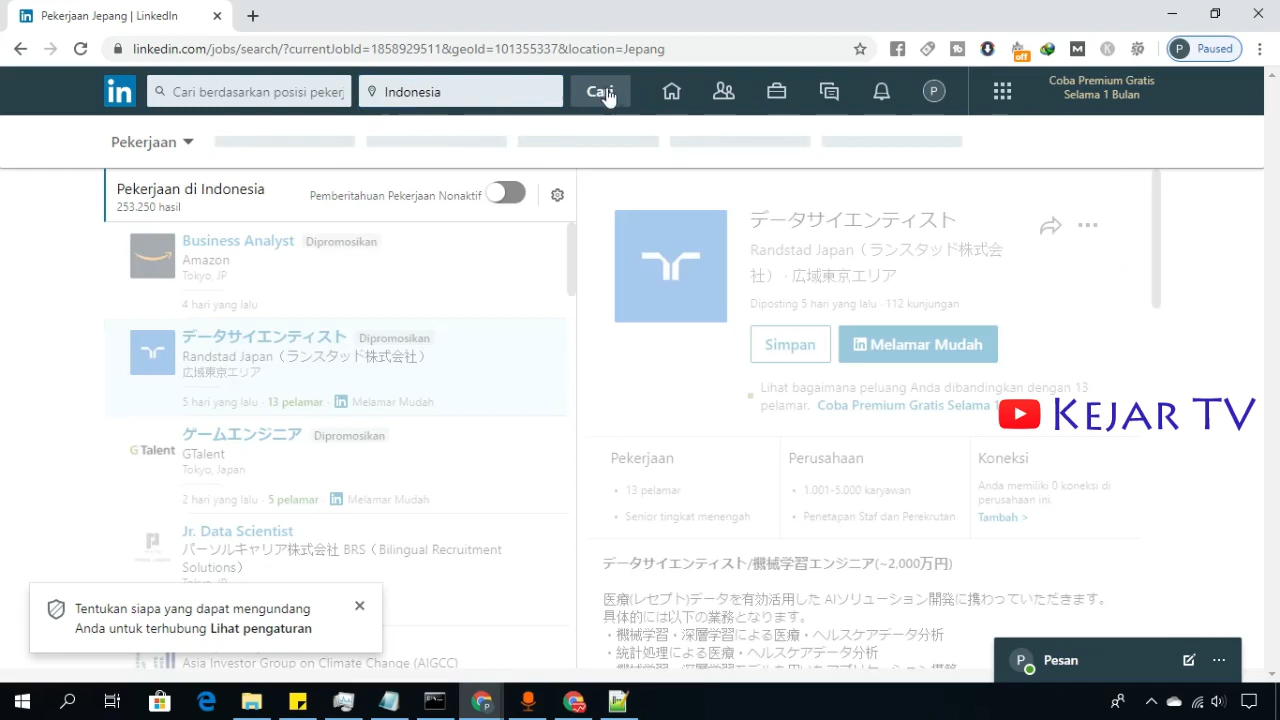 Pekerjaan Jepang | LinkedIn
linkedin.com/jobs/search/?currentJobId=1858929511&geoId=101355337&location=Jepang
off
P Paused
in
Cari berdasarkan posisi pekerj
Indonesia
Cari
P
Coba Premium Gratis
Selama 1 Bulan
Pekerjaan
Pekerjaan di Indonesia
253.250 hasil
Pemberitahuan Pekerjaan Nonaktif
Business Analyst Dipromosikan
Amazon
Tokyo, JP
4 hari yang lalu
データサイエンティスト Dipromosikan
Randstad Japan（ランスタッド株式会社）
広域東京エリア
5 hari yang lalu · 13 pelamar · in Melamar Mudah
ゲームエンジニア Dipromosikan
G Talent
GTalent
Tokyo, Japan
2 hari yang lalu · 5 pelamar · in Melamar Mudah
Jr. Data Scientist
パーソルキャリア株式会社 BRS（Bilingual Recruitment
Solutions）
Tokyo, JP
Asia Investor Group on Climate Change (AIGCC)
データサイエンティスト
Randstad Japan（ランスタッド株式会
社） · 広域東京エリア
Diposting 5 hari yang lalu · 112 kunjungan
Simpan
in Melamar Mudah
Lihat bagaimana peluang Anda dibandingkan dengan 13
pelamar. Coba Premium Gratis Selama 1
KEJAR TV
Pekerjaan
• 13 pelamar
• Senior tingkat menengah
Perusahaan
• 1.001-5.000 karyawan
• Penetapan Staf dan Perekrutan
Koneksi
Anda memiliki 0 koneksi di
perusahaan ini.
Tambah >
データサイエンティスト/機械学習エンジニア(~2,000万円)
医療(レセプト)データを有効活用した AIソリューション開発に携わっていただきます。
具体的には以下の業務となります。
・機械学習・深層学習による医療・ヘルスケアデータ分析
・統計処理による医療・ヘルスケアデータ分析
Tentukan siapa yang dapat mengundang
Anda untuk terhubung Lihat pengaturan
P Pesan